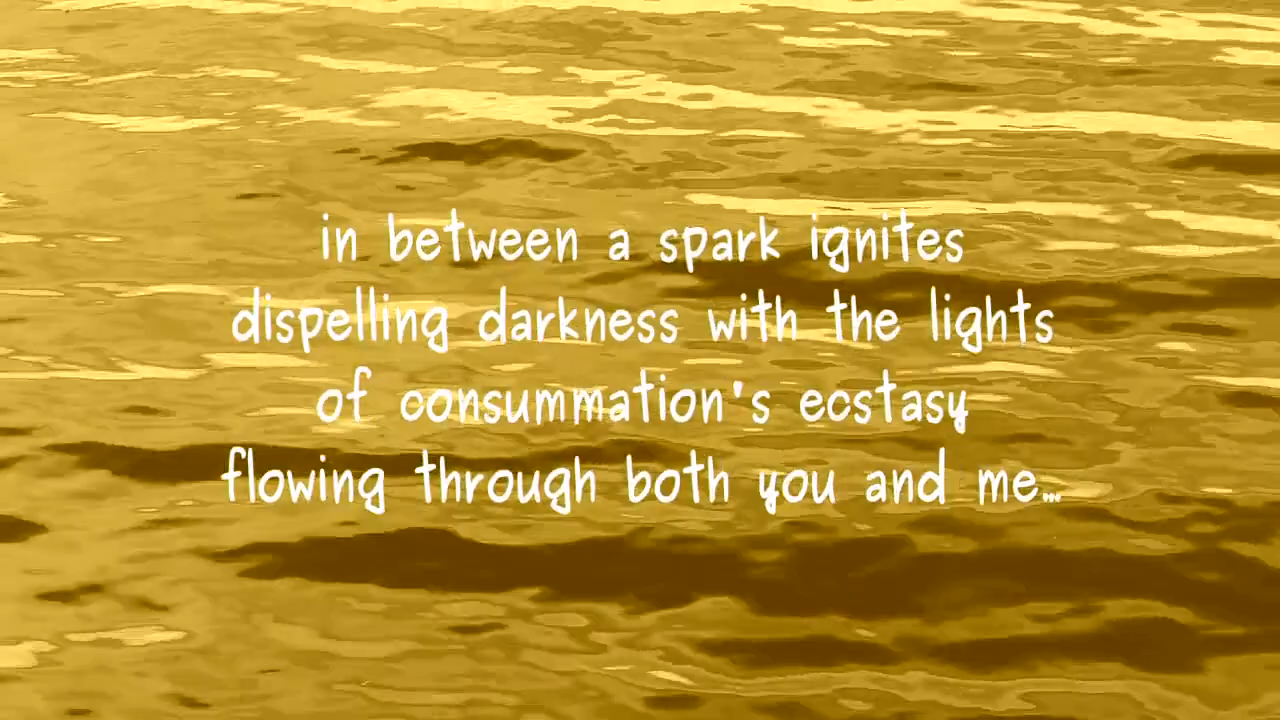 in between a spark ignites
dispelling darkness with the lights
of consummation's ecstasy
flowing through both you and me...